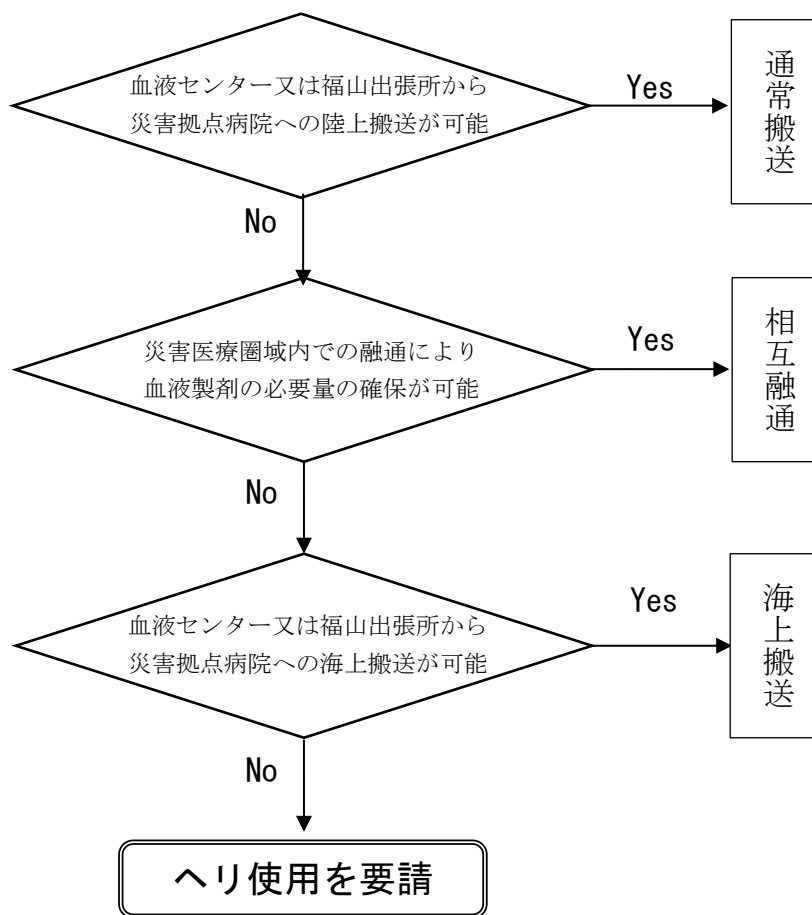 血液センター又は福山出張所から
災害拠点病院への陸上搬送が可能
Yes
通常搬送
No
災害医療圏域内での融通により
血液製剤の必要量の確保が可能
Yes
相互融通
No
血液センター又は福山出張所から
災害拠点病院への海上搬送が可能
Yes
海上搬送
No
ヘリ使用を要請